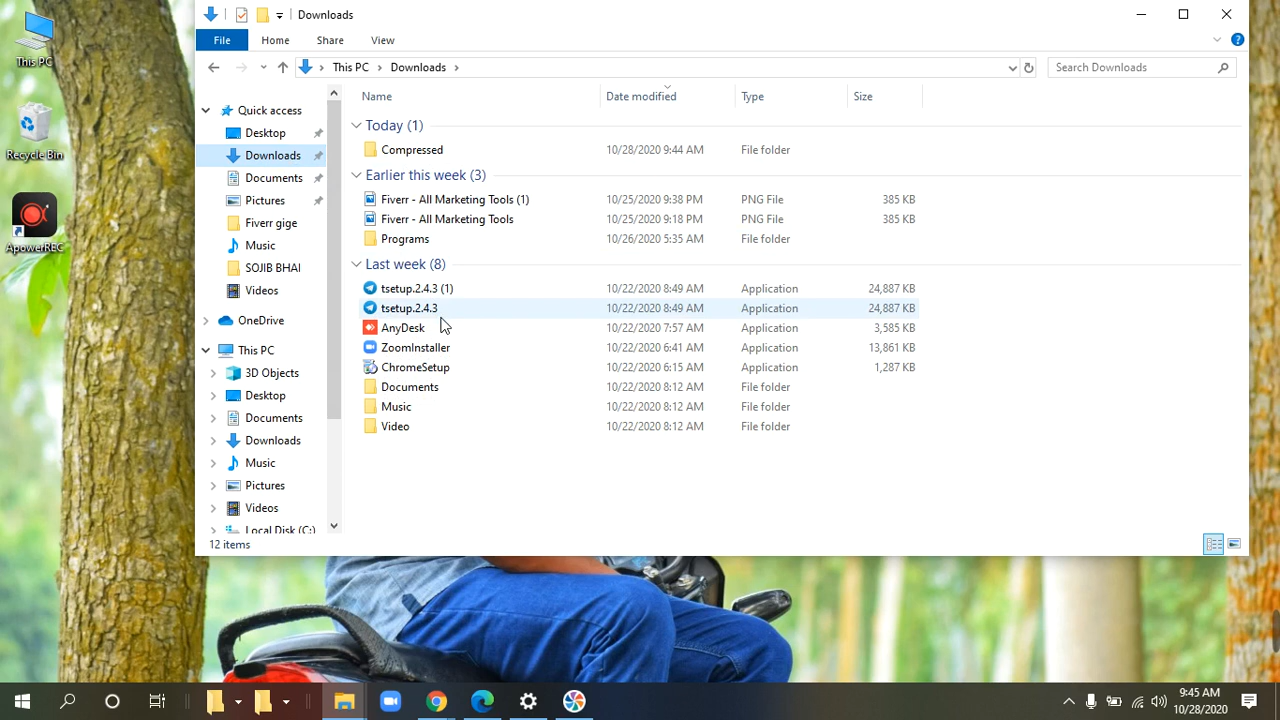 This PC
Recycle Bin
ApowerREC
Downloads
File Home Share View
This PC Downloads
Search Downloads
Quick access
Desktop
Downloads
Documents
Pictures
Fiverr gige
Music
SOJIB BHAI
Videos
OneDrive
This PC
3D Objects
Desktop
Documents
Downloads
Music
Pictures
Videos
Local Disk (C:)
Name Date modified Type Size
Today (1)
Compressed 10/28/2020 9:44 AM File folder
Earlier this week (3)
Fiverr - All Marketing Tools (1) 10/25/2020 9:38 PM PNG File 385 KB
Fiverr - All Marketing Tools 10/25/2020 9:18 PM PNG File 385 KB
Programs 10/26/2020 5:35 AM File folder
Last week (8)
tsetup.2.4.3 (1) 10/22/2020 8:49 AM Application 24,887 KB
tsetup.2.4.3 10/22/2020 8:49 AM Application 24,887 KB
AnyDesk 10/22/2020 7:57 AM Application 3,585 KB
ZoomInstaller 10/22/2020 6:41 AM Application 13,861 KB
ChromeSetup 10/22/2020 6:15 AM Application 1,287 KB
Documents 10/22/2020 8:12 AM File folder
Music 10/22/2020 8:12 AM File folder
Video 10/22/2020 8:12 AM File folder
12 items
9:45 AM
10/28/2020